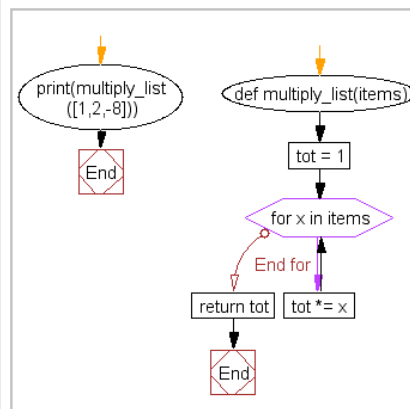 print(multiply_list
([1,2,-8]))
End
def multiply_list(items)
tot = 1
for x in items
End for
return tot
tot *= x
End